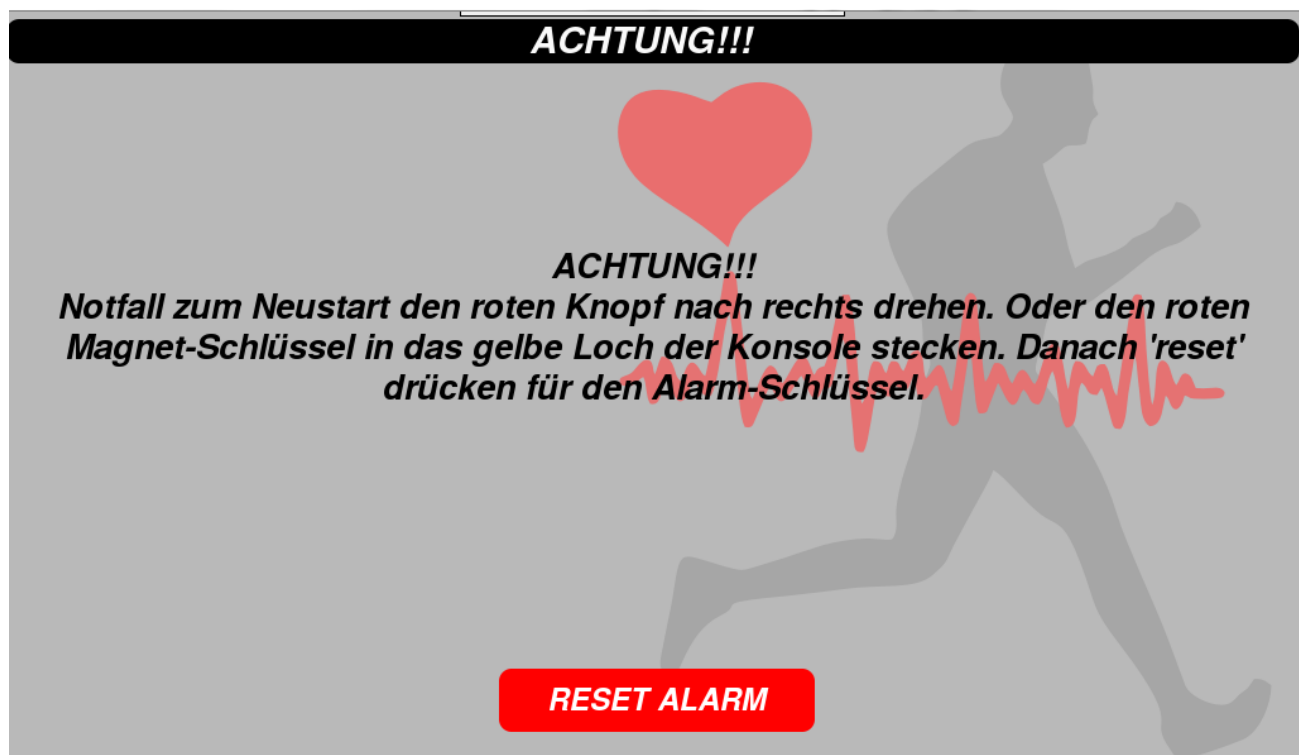 ACHTUNG!!!
ACHTUNG!!!
Notfall zum Neustart den roten Knopf nach rechts drehen. Oder den roten
Magnet-Schlüssel in das gelbe Loch der Konsole stecken. Danach 'reset'
drücken für den Alarm-Schlüssel.
RESET ALARM